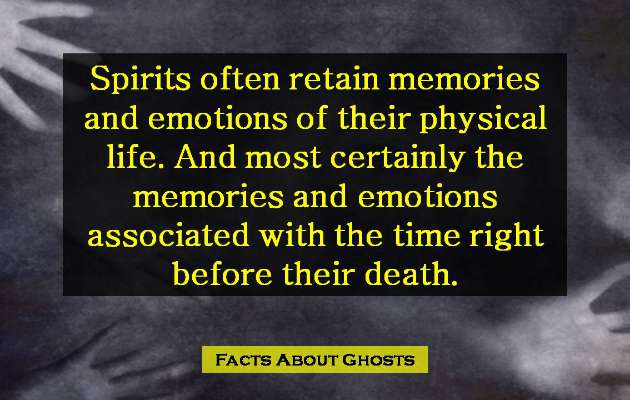 Spirits often retain memories
and emotions of their physical
life. And most certainly the
memories and emotions
associated with the time right
before their death.
Facts About Ghosts